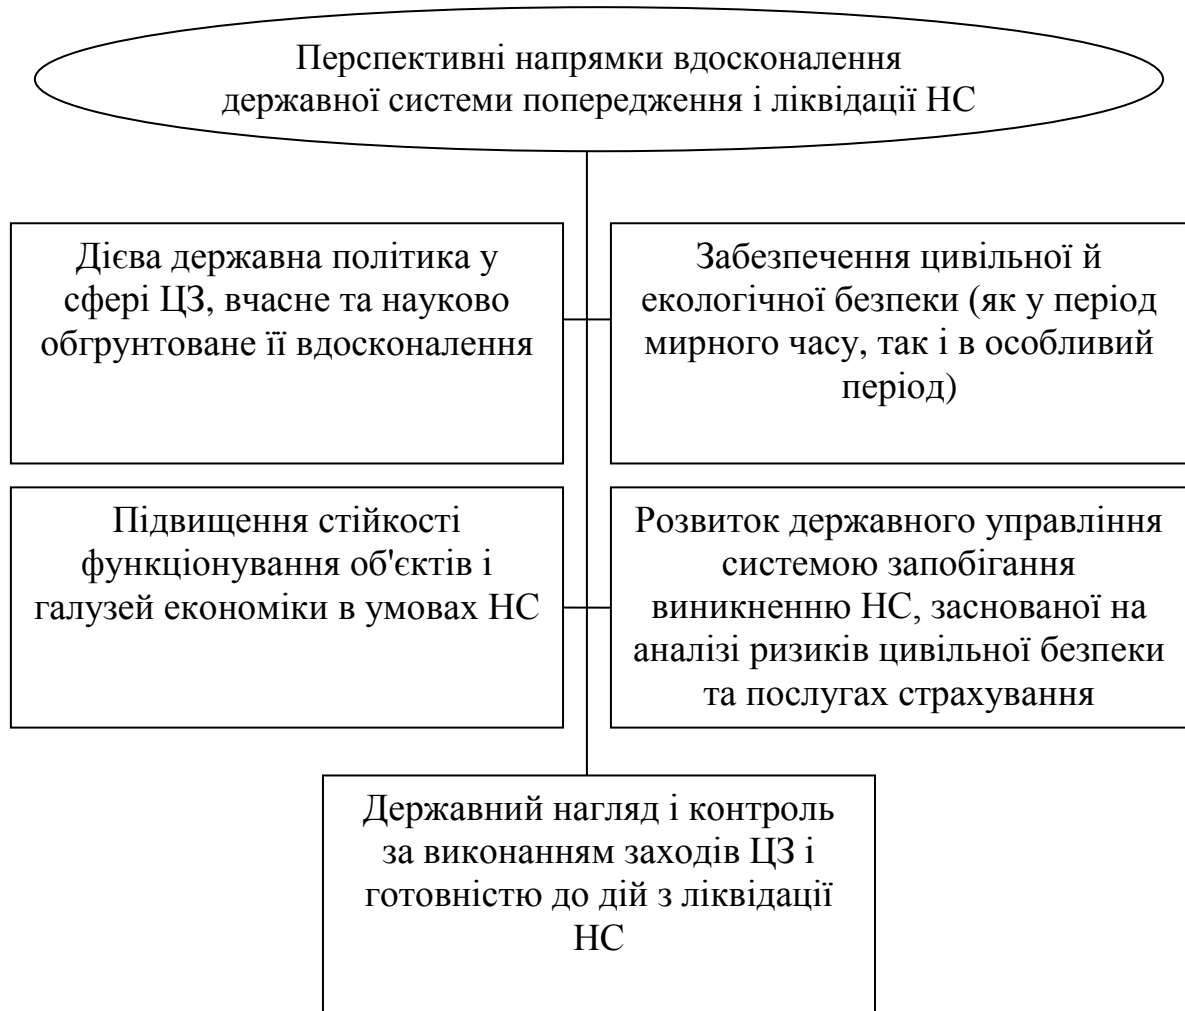 Перспективні напрямки вдосконалення
державної системи попередження і ліквідації НС
Дієва державна політика у
сфері ЦЗ, вчасне та науково
обгрунтоване її вдосконалення
Забезпечення цивільної й
екологічної безпеки (як у період
мирного часу, так і в особливий
період)
Підвищення стійкості
функціонування об'єктів і
галузей економіки в умовах НС
Розвиток державного управління
системою запобігання
виникненню НС, заснованої на
аналізі ризиків цивільної безпеки
та послугах страхування
Державний нагляд і контроль
за виконанням заходів ЦЗ і
готовністю до дій з ліквідації
НС